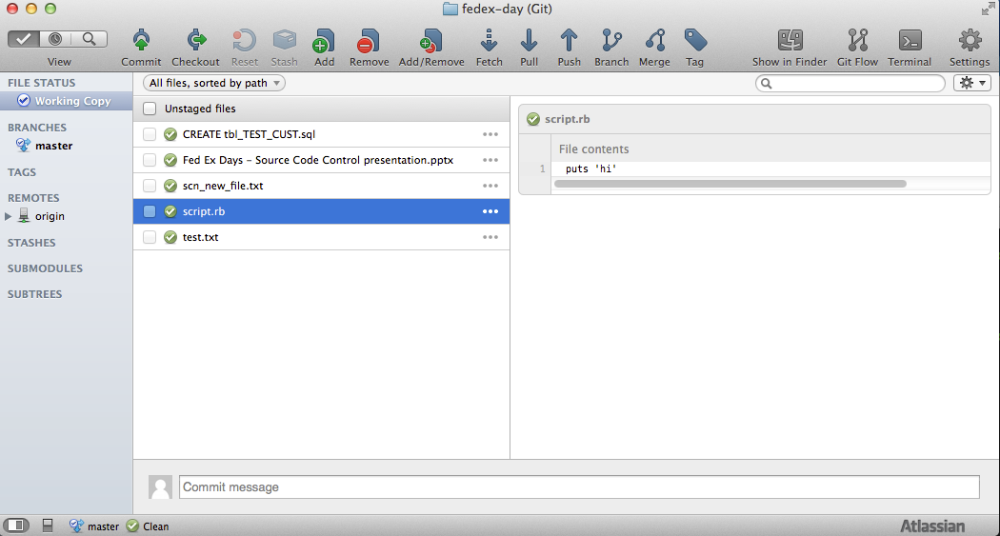 fedex-day (Git)
View Commit Checkout Reset Stash Add Remove Add/Remove Fetch Pull Push Branch Merge Tag Show in Finder Git Flow Terminal Settings
FILE STATUS
Working Copy
BRANCHES
master
TAGS
REMOTES
origin
STASHES
SUBMODULES
SUBTREES
All files, sorted by path
Unstaged files
CREATE tbl_TEST_CUST.sql
Fed Ex Days – Source Code Control presentation.pptx
scn_new_file.txt
script.rb
test.txt
script.rb
File contents
1 puts 'hi'
Commit message
master Clean
Atlassian